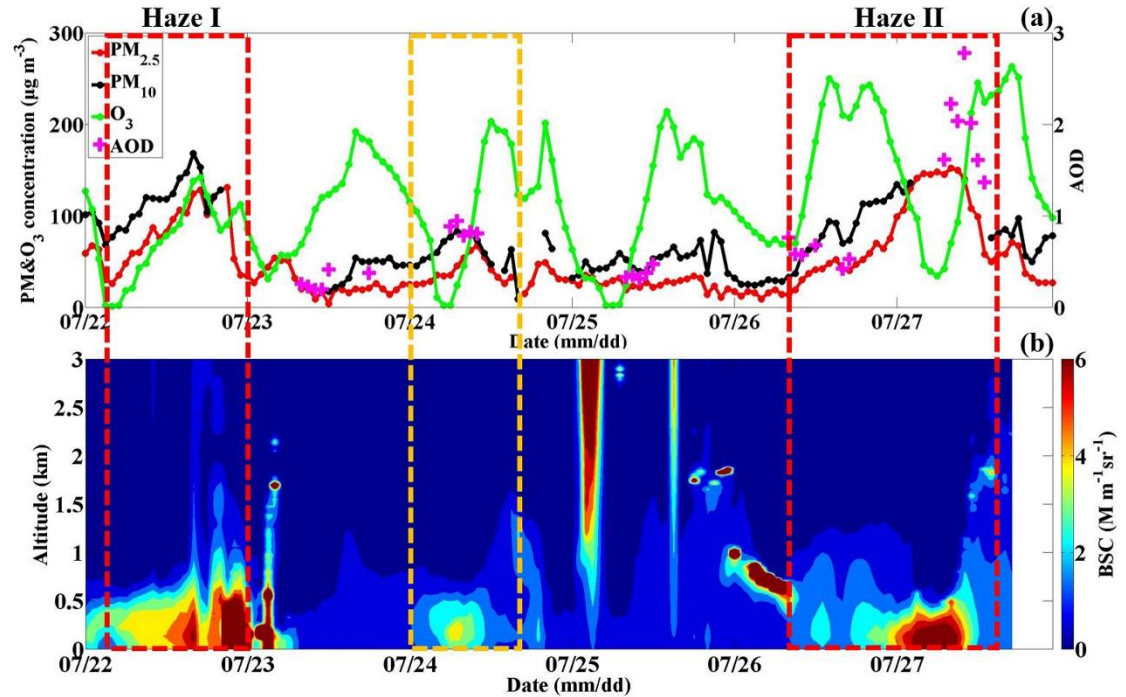 Haze I
Haze II
(a)
300
200
100
0
PM&O3 concentration (μg m-3)
PM2.5
PM10
O3
AOD
3
2
1
0
AOD
07/22
07/23
07/24
07/25
07/26
07/27
Date (mm/dd)
(b)
3
2.5
2
1.5
1
0.5
0
Altitude (km)
6
4
2
0
BSC (M m-1sr-1)
07/22
07/23
07/24
07/25
07/26
07/27
Date (mm/dd)